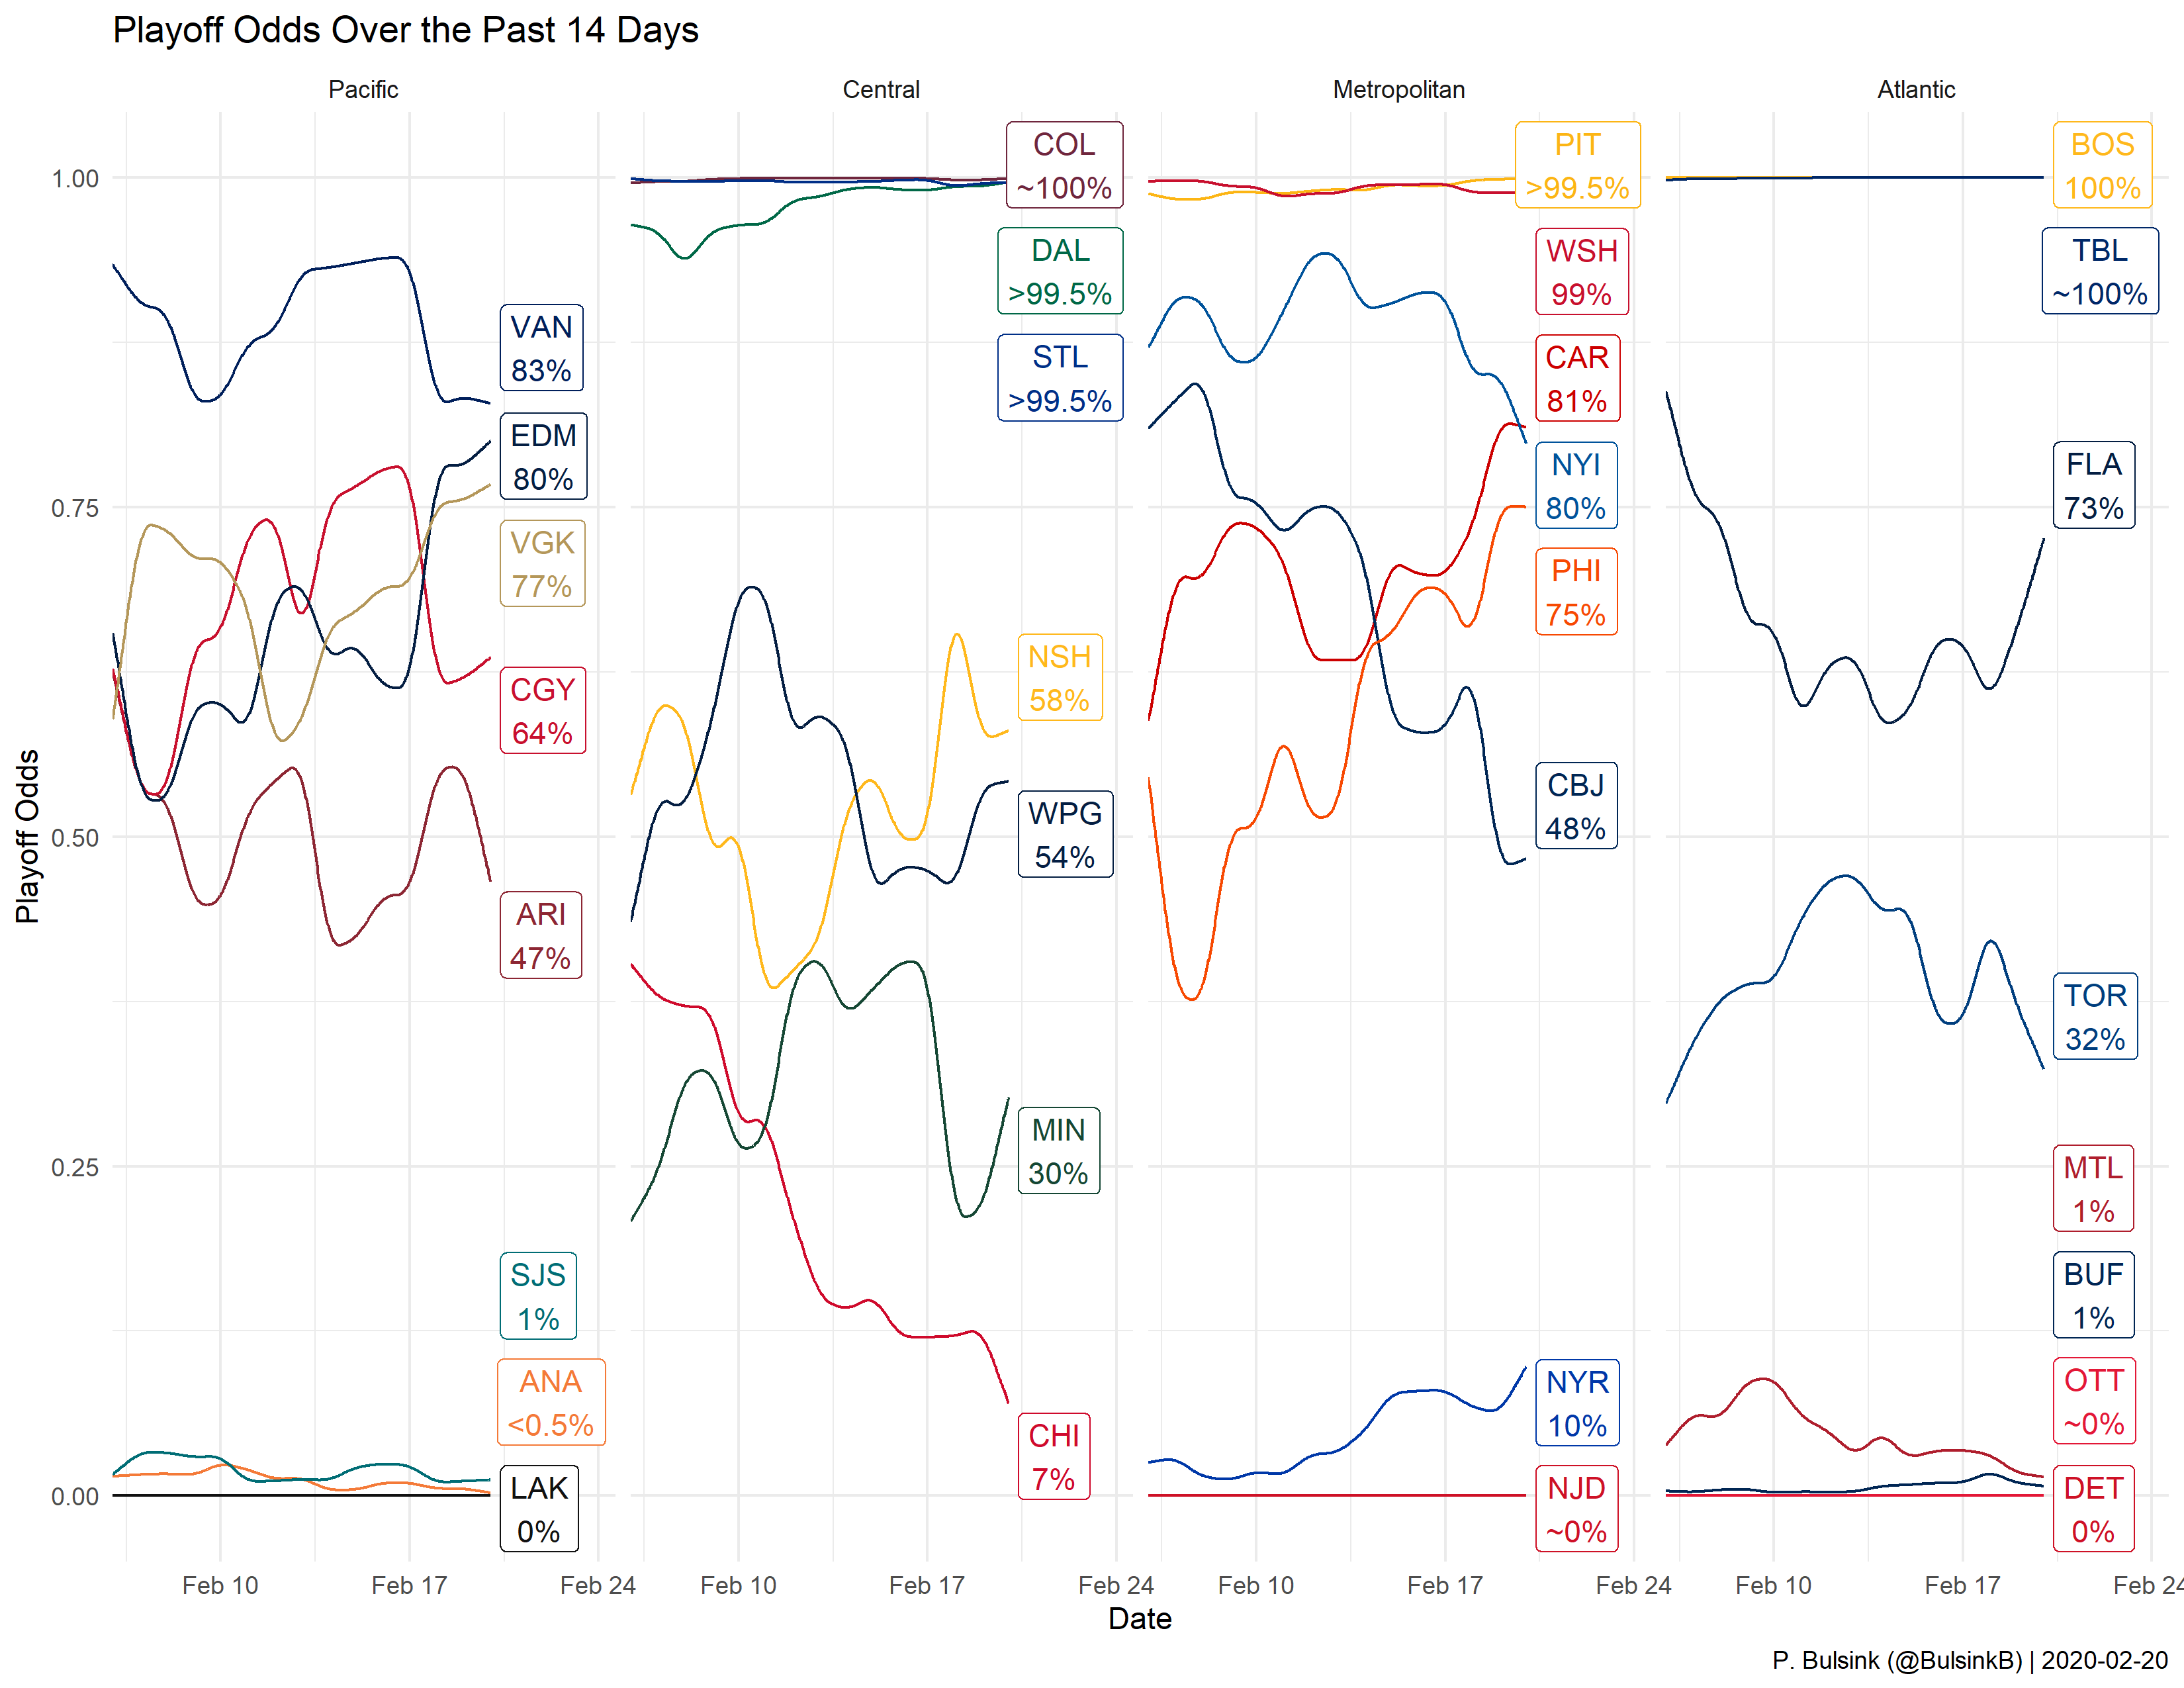 Playoff Odds Over the Past 14 Days
Pacific
Central
Metropolitan
Atlantic
Playoff Odds
1.00
0.75
0.50
0.25
0.00
VAN
83%
EDM
80%
VGK
77%
CGY
64%
ARI
47%
SJS
1%
ANA
<0.5%
LAK
0%
COL
~100%
DAL
>99.5%
STL
>99.5%
NSH
58%
WPG
54%
MIN
30%
CHI
7%
PIT
>99.5%
WSH
99%
CAR
81%
NYI
80%
PHI
75%
CBJ
48%
NYR
10%
NJD
~0%
BOS
100%
TBL
~100%
FLA
73%
TOR
32%
MTL
1%
BUF
1%
OTT
~0%
DET
0%
Feb 10 Feb 17 Feb 24 Feb 10 Feb 17 Feb 24 Feb 10 Feb 17 Feb 24 Feb 10 Feb 17 Feb 24
Date
P. Bulsink (@BulsinkB) | 2020-02-20